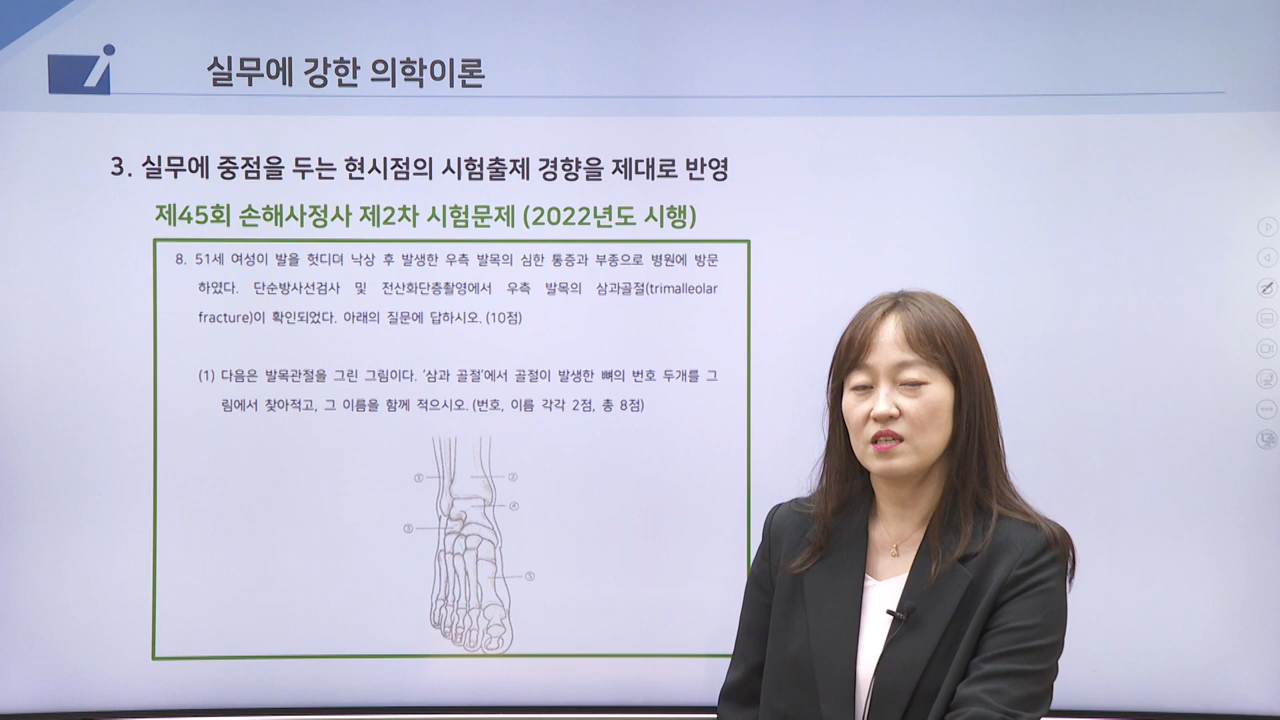 실무에 강한 의학이론
3. 실무에 중점을 두는 현시점의 시험출제 경향을 제대로 반영
제45회 손해사정사 제2차 시험문제 (2022년도 시행)
8. 51세 여성이 발을 헛디뎌 낙상 후 발생한 우측 발목의 심한 통증과 부종으로 병원에 방문
하였다. 단순방사선검사 및 전산화단층촬영에서 우측 발목의 삼과골절(trimalleolar
fracture)이 확인되었다. 아래의 질문에 답하시오. (10점)
(1) 다음은 발목관절을 그린 그림이다. '삼과 골절'에서 골절이 발생한 뼈의 번호 두개를 그
림에서 찾아적고, 그 이름을 함께 적으시오. (번호, 이름 각각 2점, 총 8점)
① ②
④
③
⑤